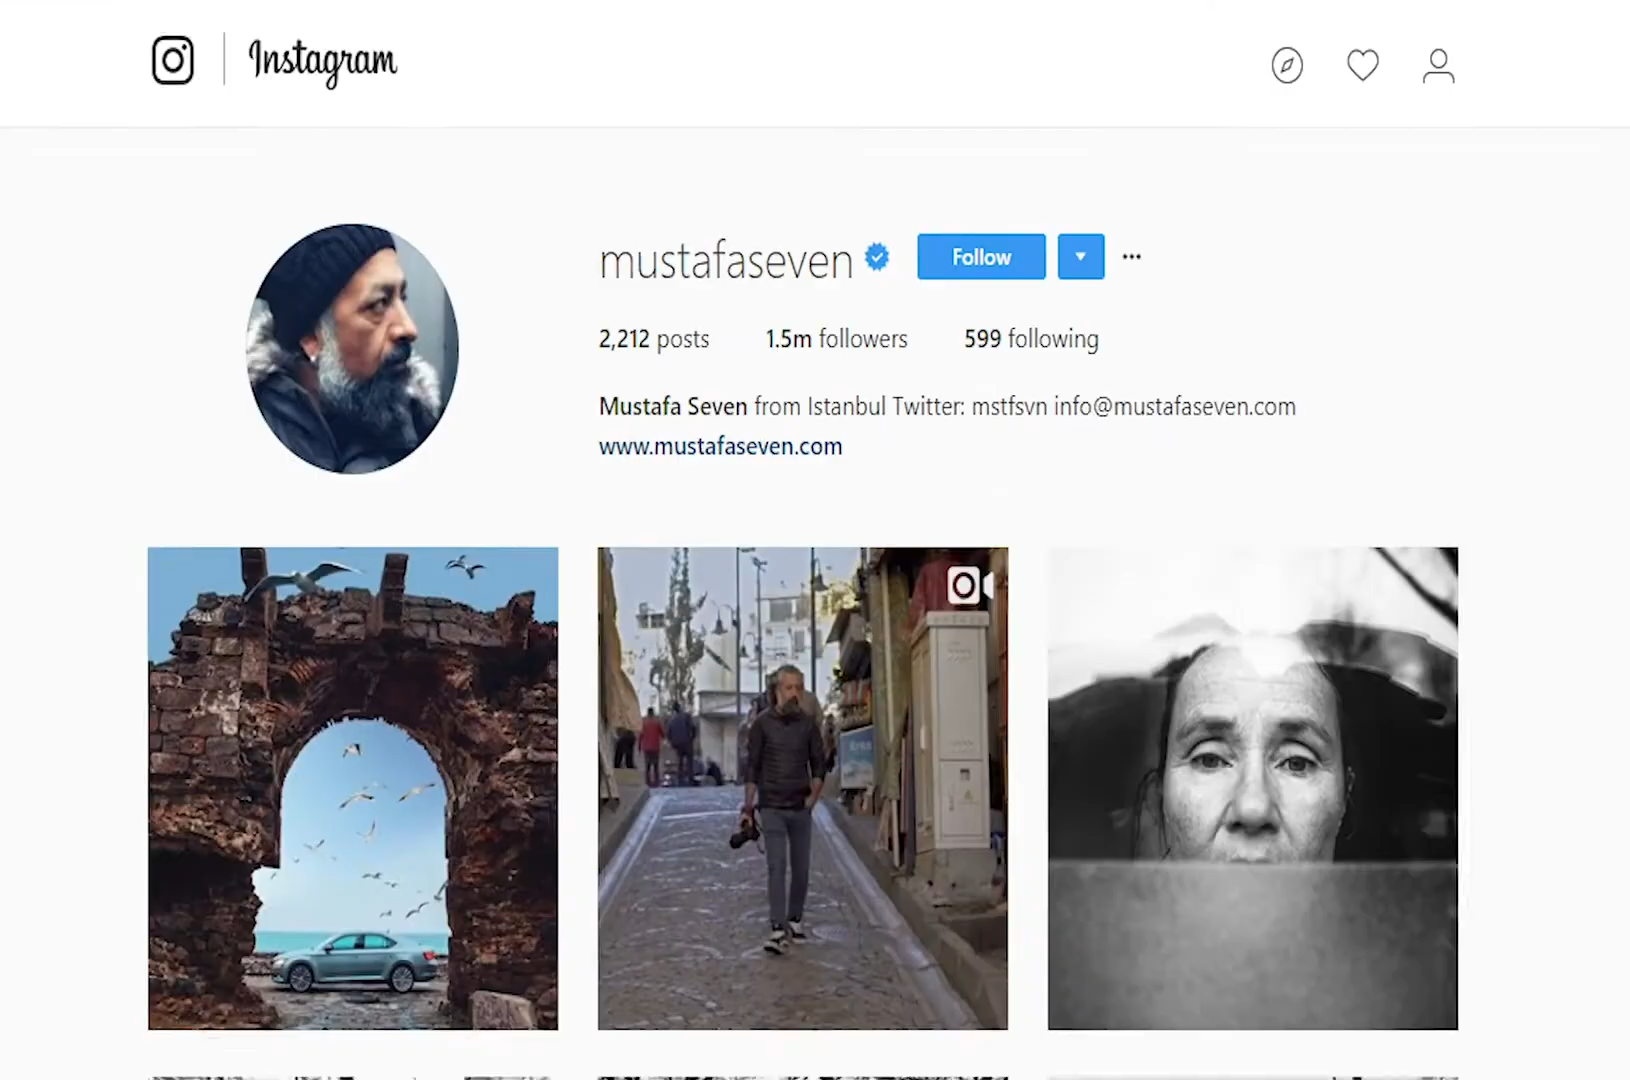 Instagram
mustafaseven Follow
2,212 posts 1.5m followers 599 following
Mustafa Seven from Istanbul Twitter: mstfsvn info@mustafaseven.com
www.mustafaseven.com